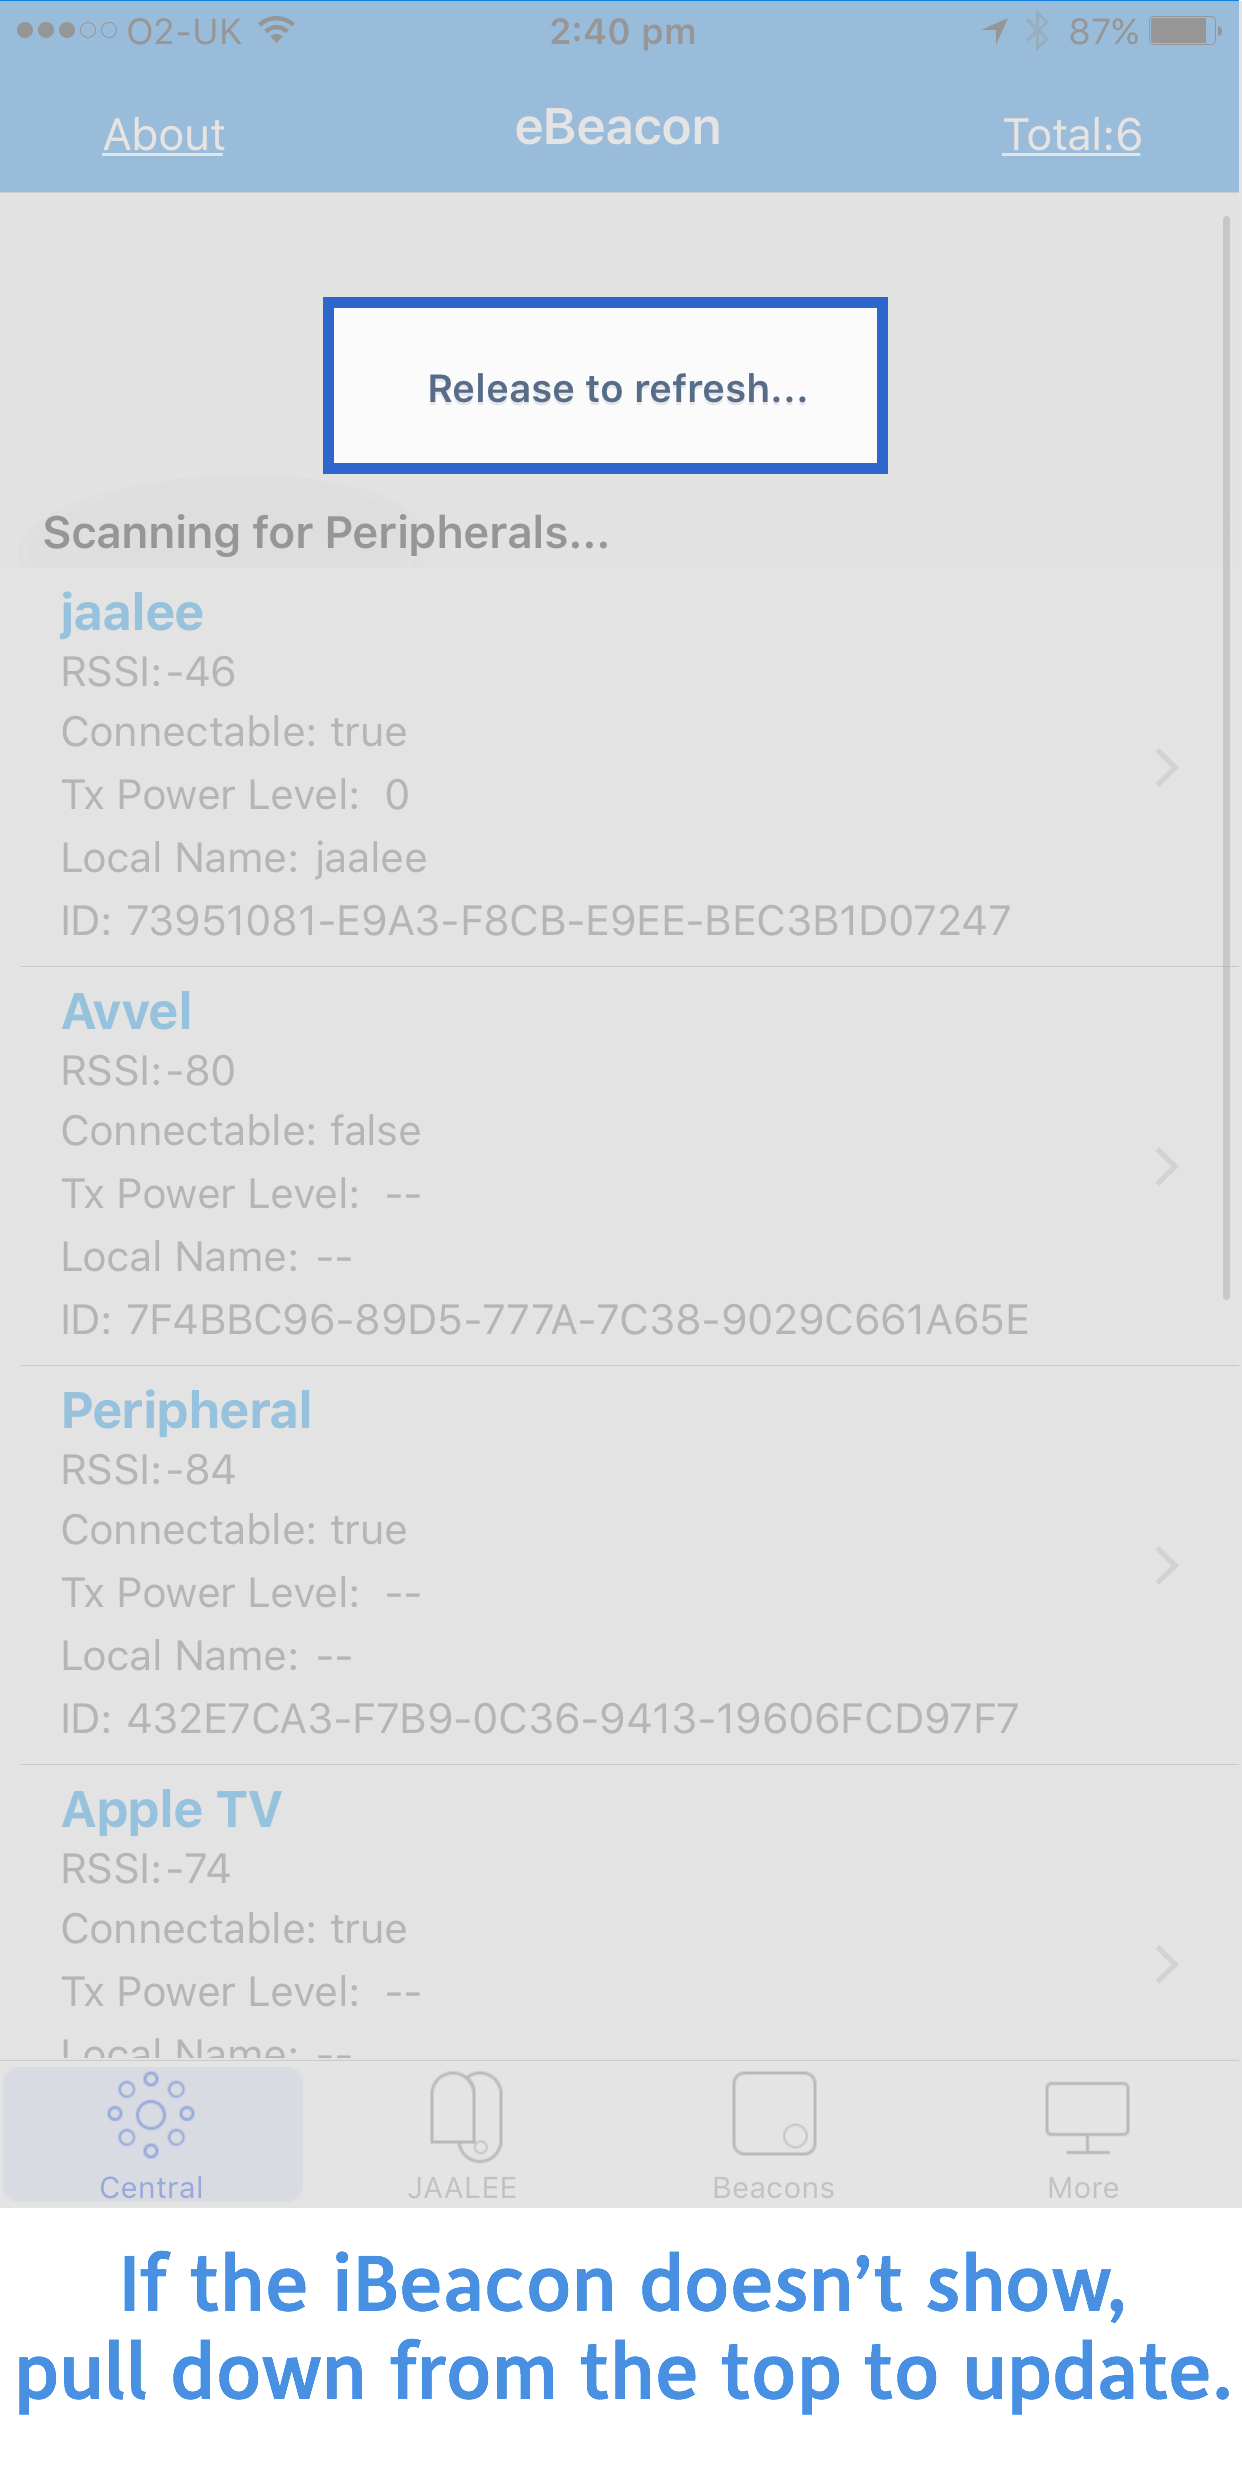 O2-UK 2:40 pm 87%
About eBeacon Total:6
Release to refresh...
Scanning for Peripherals...
jaalee
RSSI:-46
Connectable: true
Tx Power Level:  0
Local Name: jaalee
ID: 73951081-E9A3-F8CB-E9EE-BEC3B1D07247
Avvel
RSSI:-80
Connectable: false
Tx Power Level:  --
Local Name: --
ID: 7F4BBC96-89D5-777A-7C38-9029C661A65E
Peripheral
RSSI:-84
Connectable: true
Tx Power Level:  --
Local Name: --
ID: 432E7CA3-F7B9-0C36-9413-19606FCD97F7
Apple TV
RSSI:-74
Connectable: true
Tx Power Level:  --
Local Name: --
Central JAALEE Beacons More
If the iBeacon doesn’t show,
pull down from the top to update.